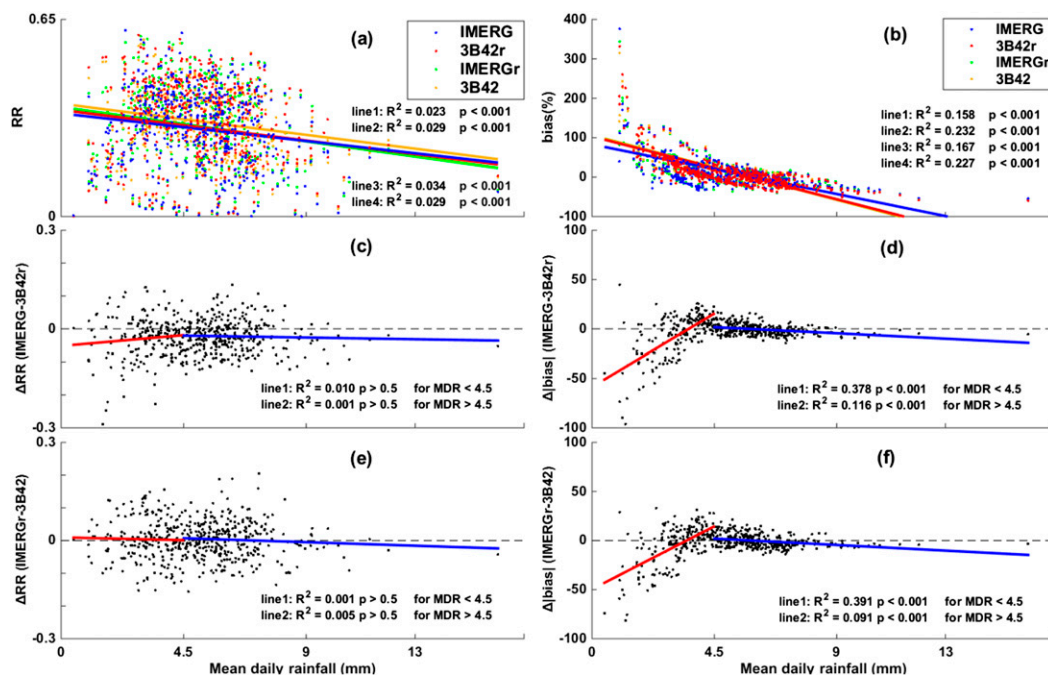 0.65
(a)
IMERG
3B42r
IMERGr
3B42
RR
line1: R2 = 0.023 p < 0.001
line2: R2 = 0.029 p < 0.001
line3: R2 = 0.034 p < 0.001
line4: R2 = 0.029 p < 0.001
0
400
300
200
100
0
-100
(b)
IMERG
3B42r
IMERGr
3B42
bias(%)
line1: R2 = 0.158 p < 0.001
line2: R2 = 0.232 p < 0.001
line3: R2 = 0.167 p < 0.001
line4: R2 = 0.227 p < 0.001
0.3
0
-0.3
(c)
ΔRR (IMERG-3B42r)
line1: R2 = 0.010 p > 0.5 for MDR < 4.5
line2: R2 = 0.001 p > 0.5 for MDR > 4.5
100
50
0
-50
-100
(d)
Δ|bias| (IMERG-3B42r)
line1: R2 = 0.378 p < 0.001 for MDR < 4.5
line2: R2 = 0.116 p < 0.001 for MDR > 4.5
0.3
0
-0.3
(e)
ΔRR (IMERGr-3B42)
line1: R2 = 0.001 p > 0.5 for MDR < 4.5
line2: R2 = 0.005 p > 0.5 for MDR > 4.5
0 4.5 13
Mean daily rainfall (mm)
100
50
0
-50
-100
(f)
Δ|bias| (IMERGr-3B42)
line1: R2 = 0.391 p < 0.001 for MDR < 4.5
line2: R2 = 0.091 p < 0.001 for MDR > 4.5
0 4.5 13
Mean daily rainfall (mm)